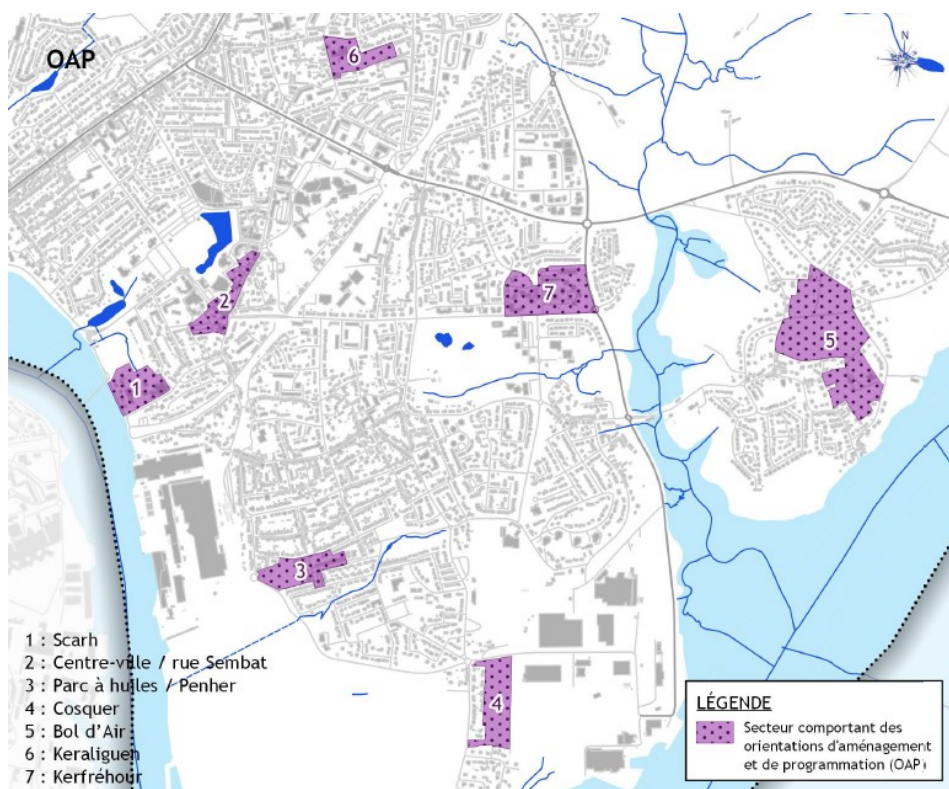 OAP
N
6
7
2
5
1
3
4
1 : Scarh
2 : Centre-ville / rue Sembat
3 : Parc à huiles / Penher
4 : Cosquer
5 : Bol d'Air
6 : Keraliguen
7 : Kerfréhour
LÉGENDE
Secteur comportant des
orientations d'aménagement
et de programmation (OAP)